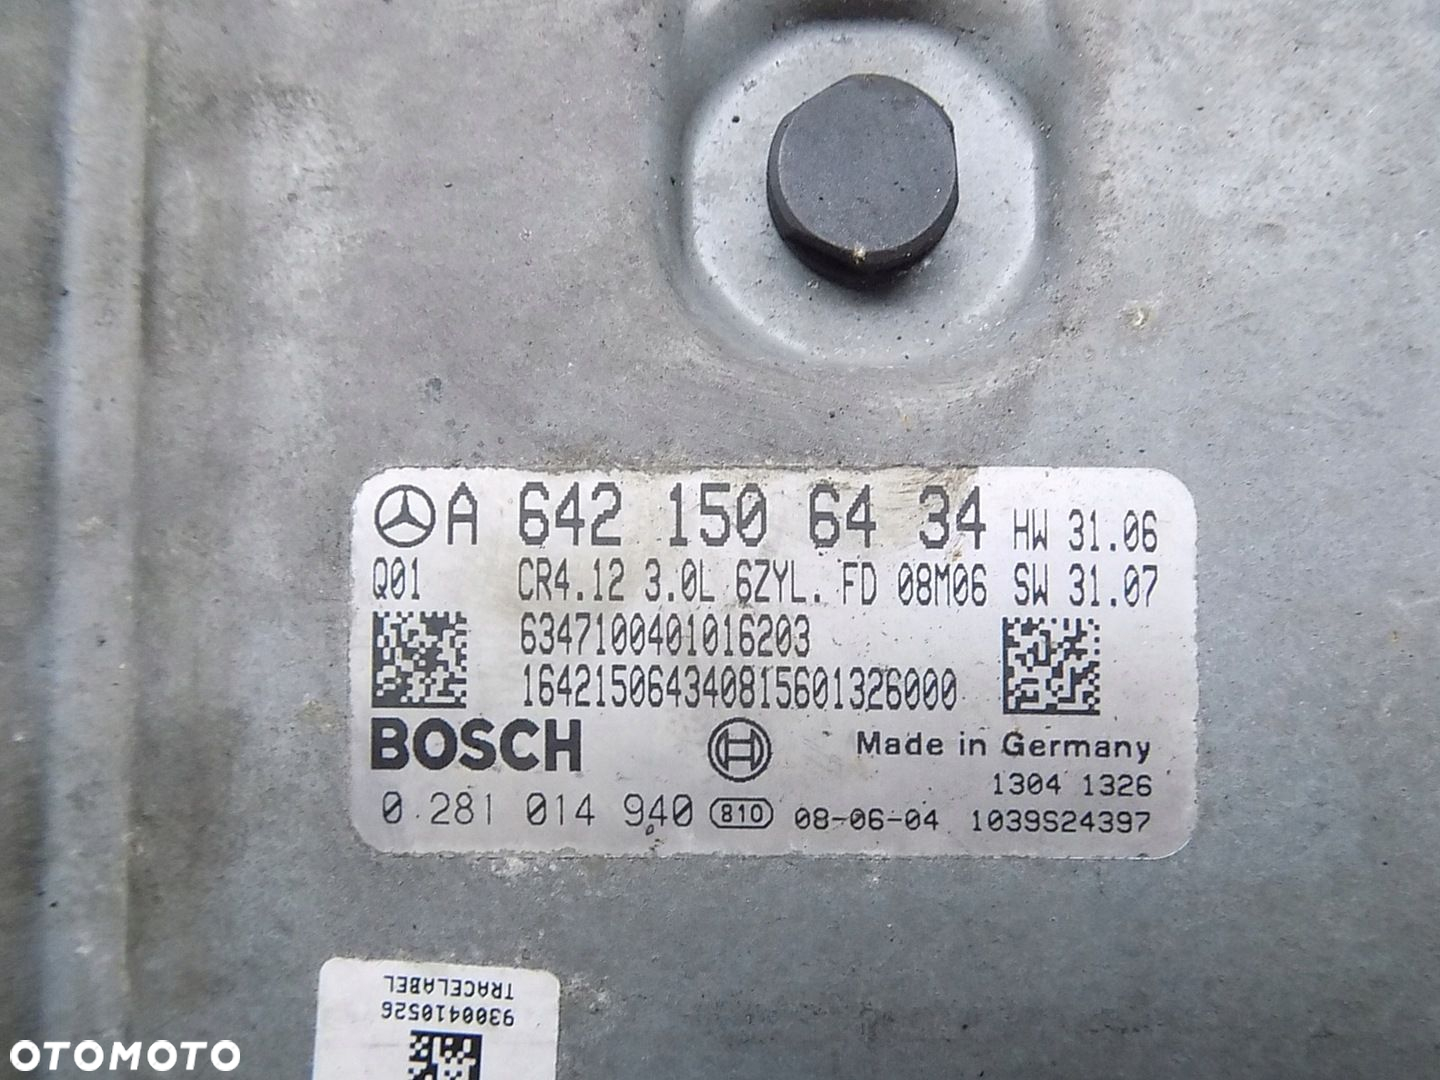 A 642 150 64 34 HW 31.06
Q01 CR4.12 3.0L 6ZYL. FD 08M06 SW 31.07
6347100401016203
164215064340815601326000
BOSCH Made in Germany
1304 1326
0 281 014 940 810 08-06-04 1039S24397
TRACELABEL
9300410526
OTOMOTO